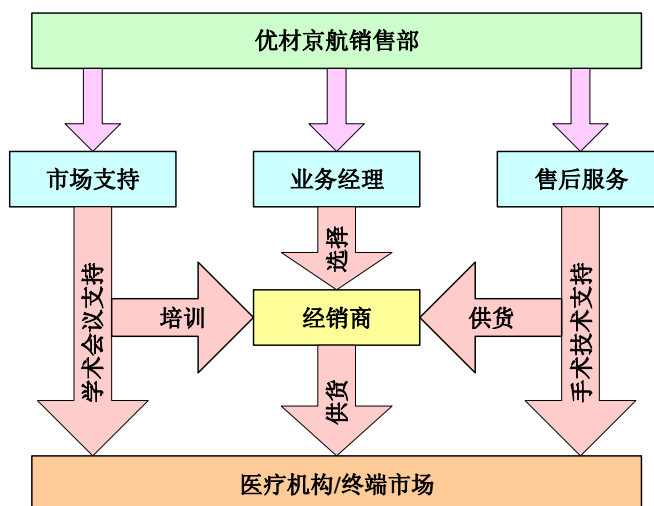 优材京航销售部
市场支持
业务经理
售后服务
选择
学术会议支持
培训
经销商
供货
手术技术支持
供货
医疗机构/终端市场